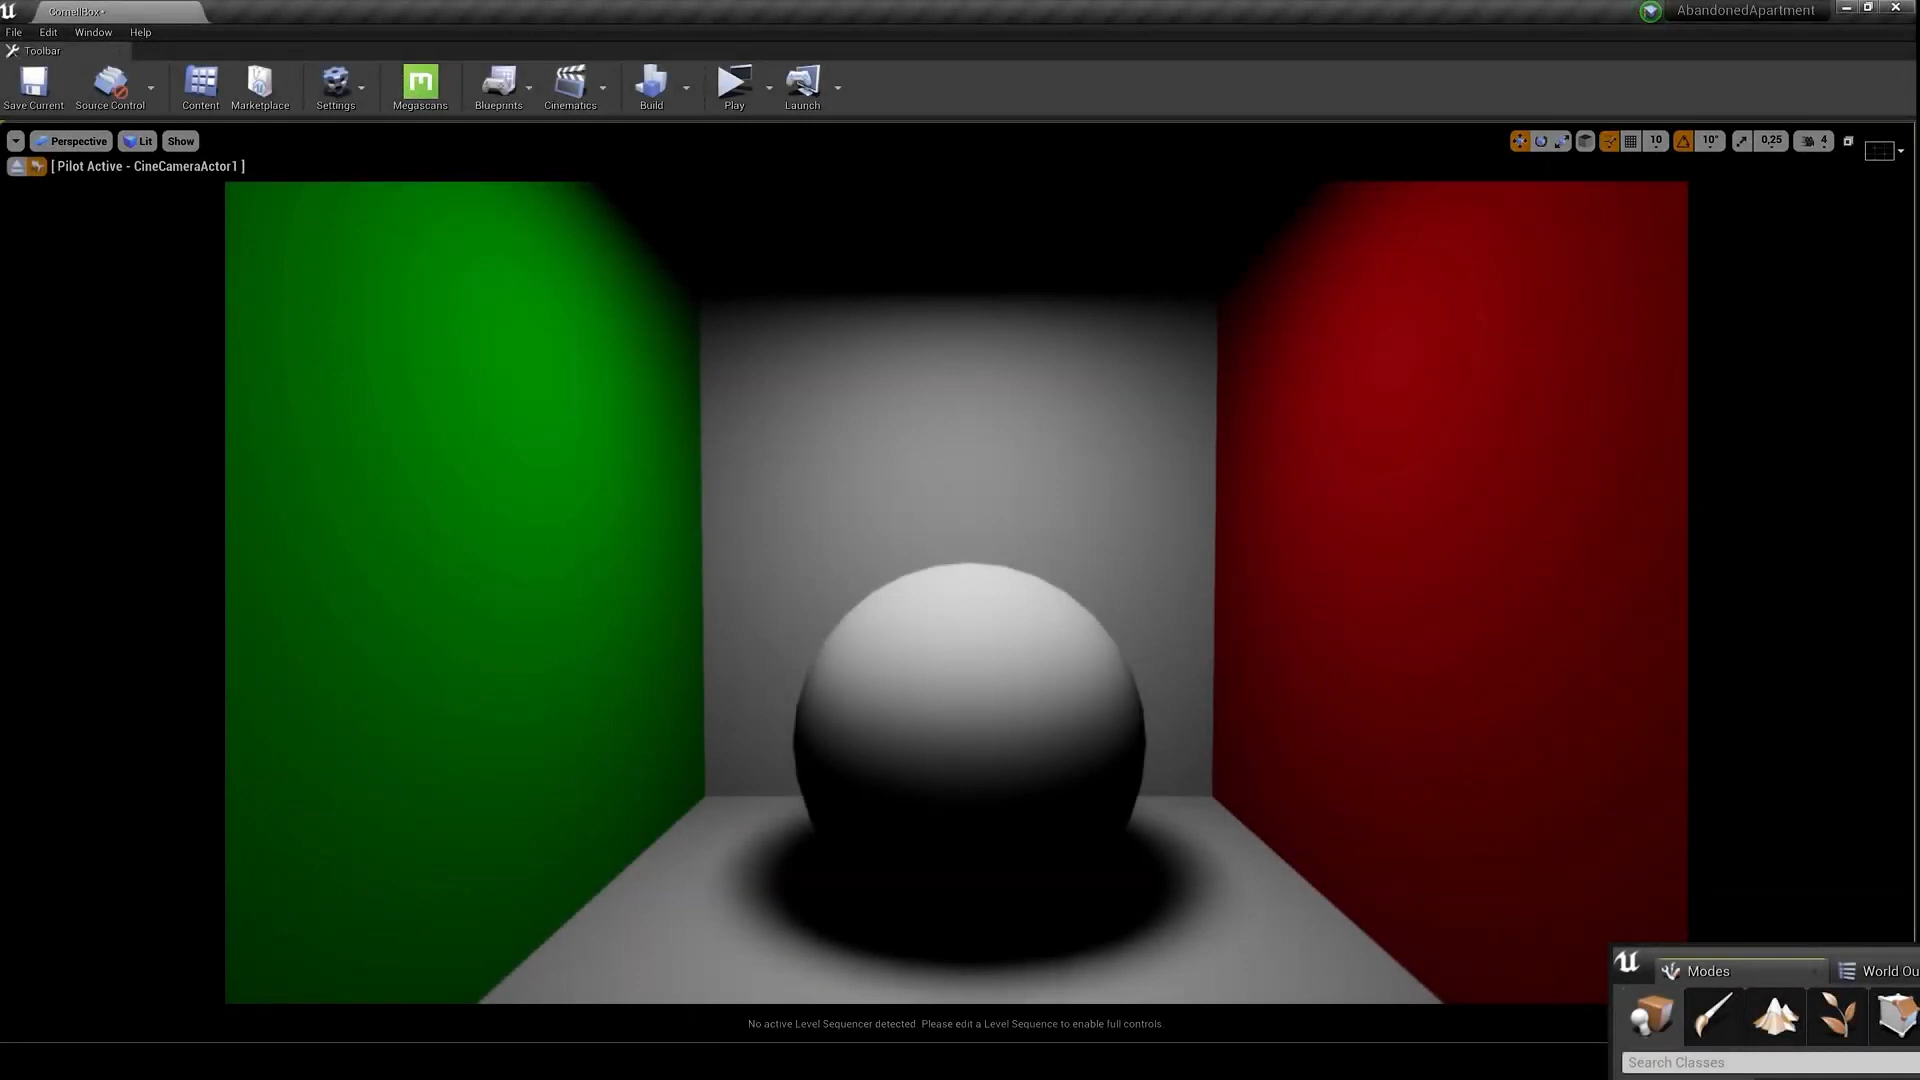 CornellBox*
AbandonedApartment
File Edit Window Help
Toolbar
Save Current Source Control Content Marketplace Settings Megascans Blueprints Cinematics Build Play Launch
Perspective Lit Show
10 10° 0,25 4
[ Pilot Active - CineCameraActor1 ]
Modes World Ou
No active Level Sequencer detected. Please edit a Level Sequence to enable full controls.
Search Classes